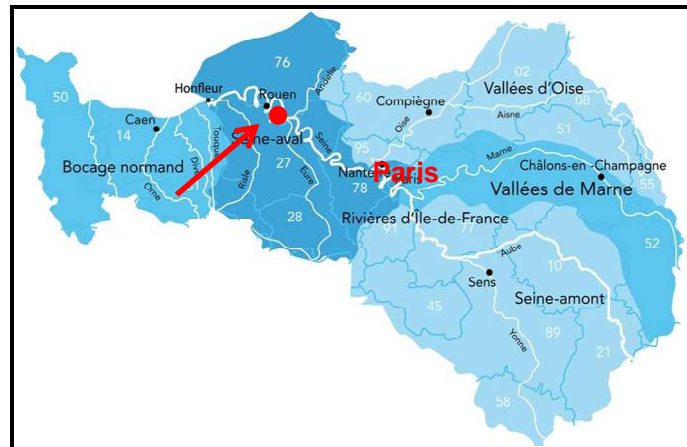 76
Andelle
02
Vallées d'Oise
50
Honfleur
Rouen
60
Compiègne
08
Caen
Oise
Aisne
14
Touques
Seine-aval
Seine
95
51
Marne
Châlons-en-Champagne
Bocage normand
Dives
27
Nanterre
Paris
Orne
Risle
Eure
78
Vallées de Marne
55
28
Rivières d'Île-de-France
91
77
52
Aube
10
Sens
45
Seine-amont
Yonne
89
21
58